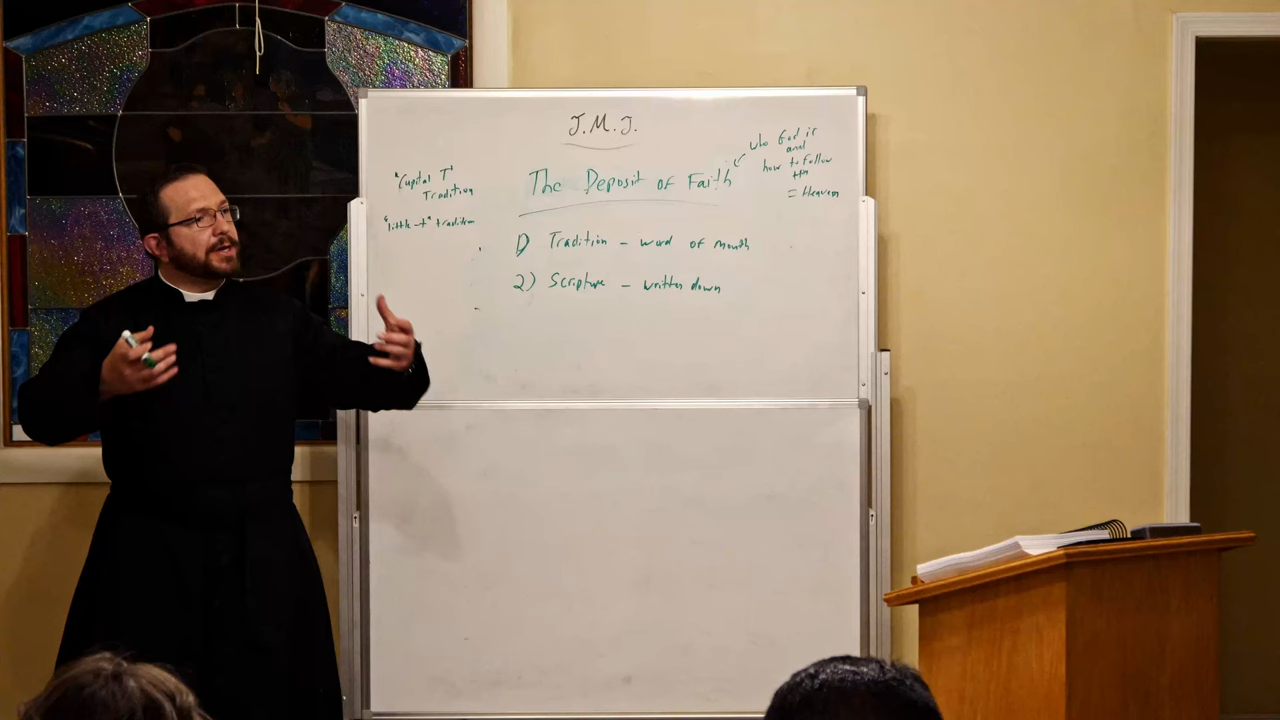 J.M.J.
The Deposit of Faith
who God is
and
how to follow
Him
= Heaven
"Capital T"
Tradition
"little-t" tradition
1) Tradition - word of mouth
2) Scripture - written down